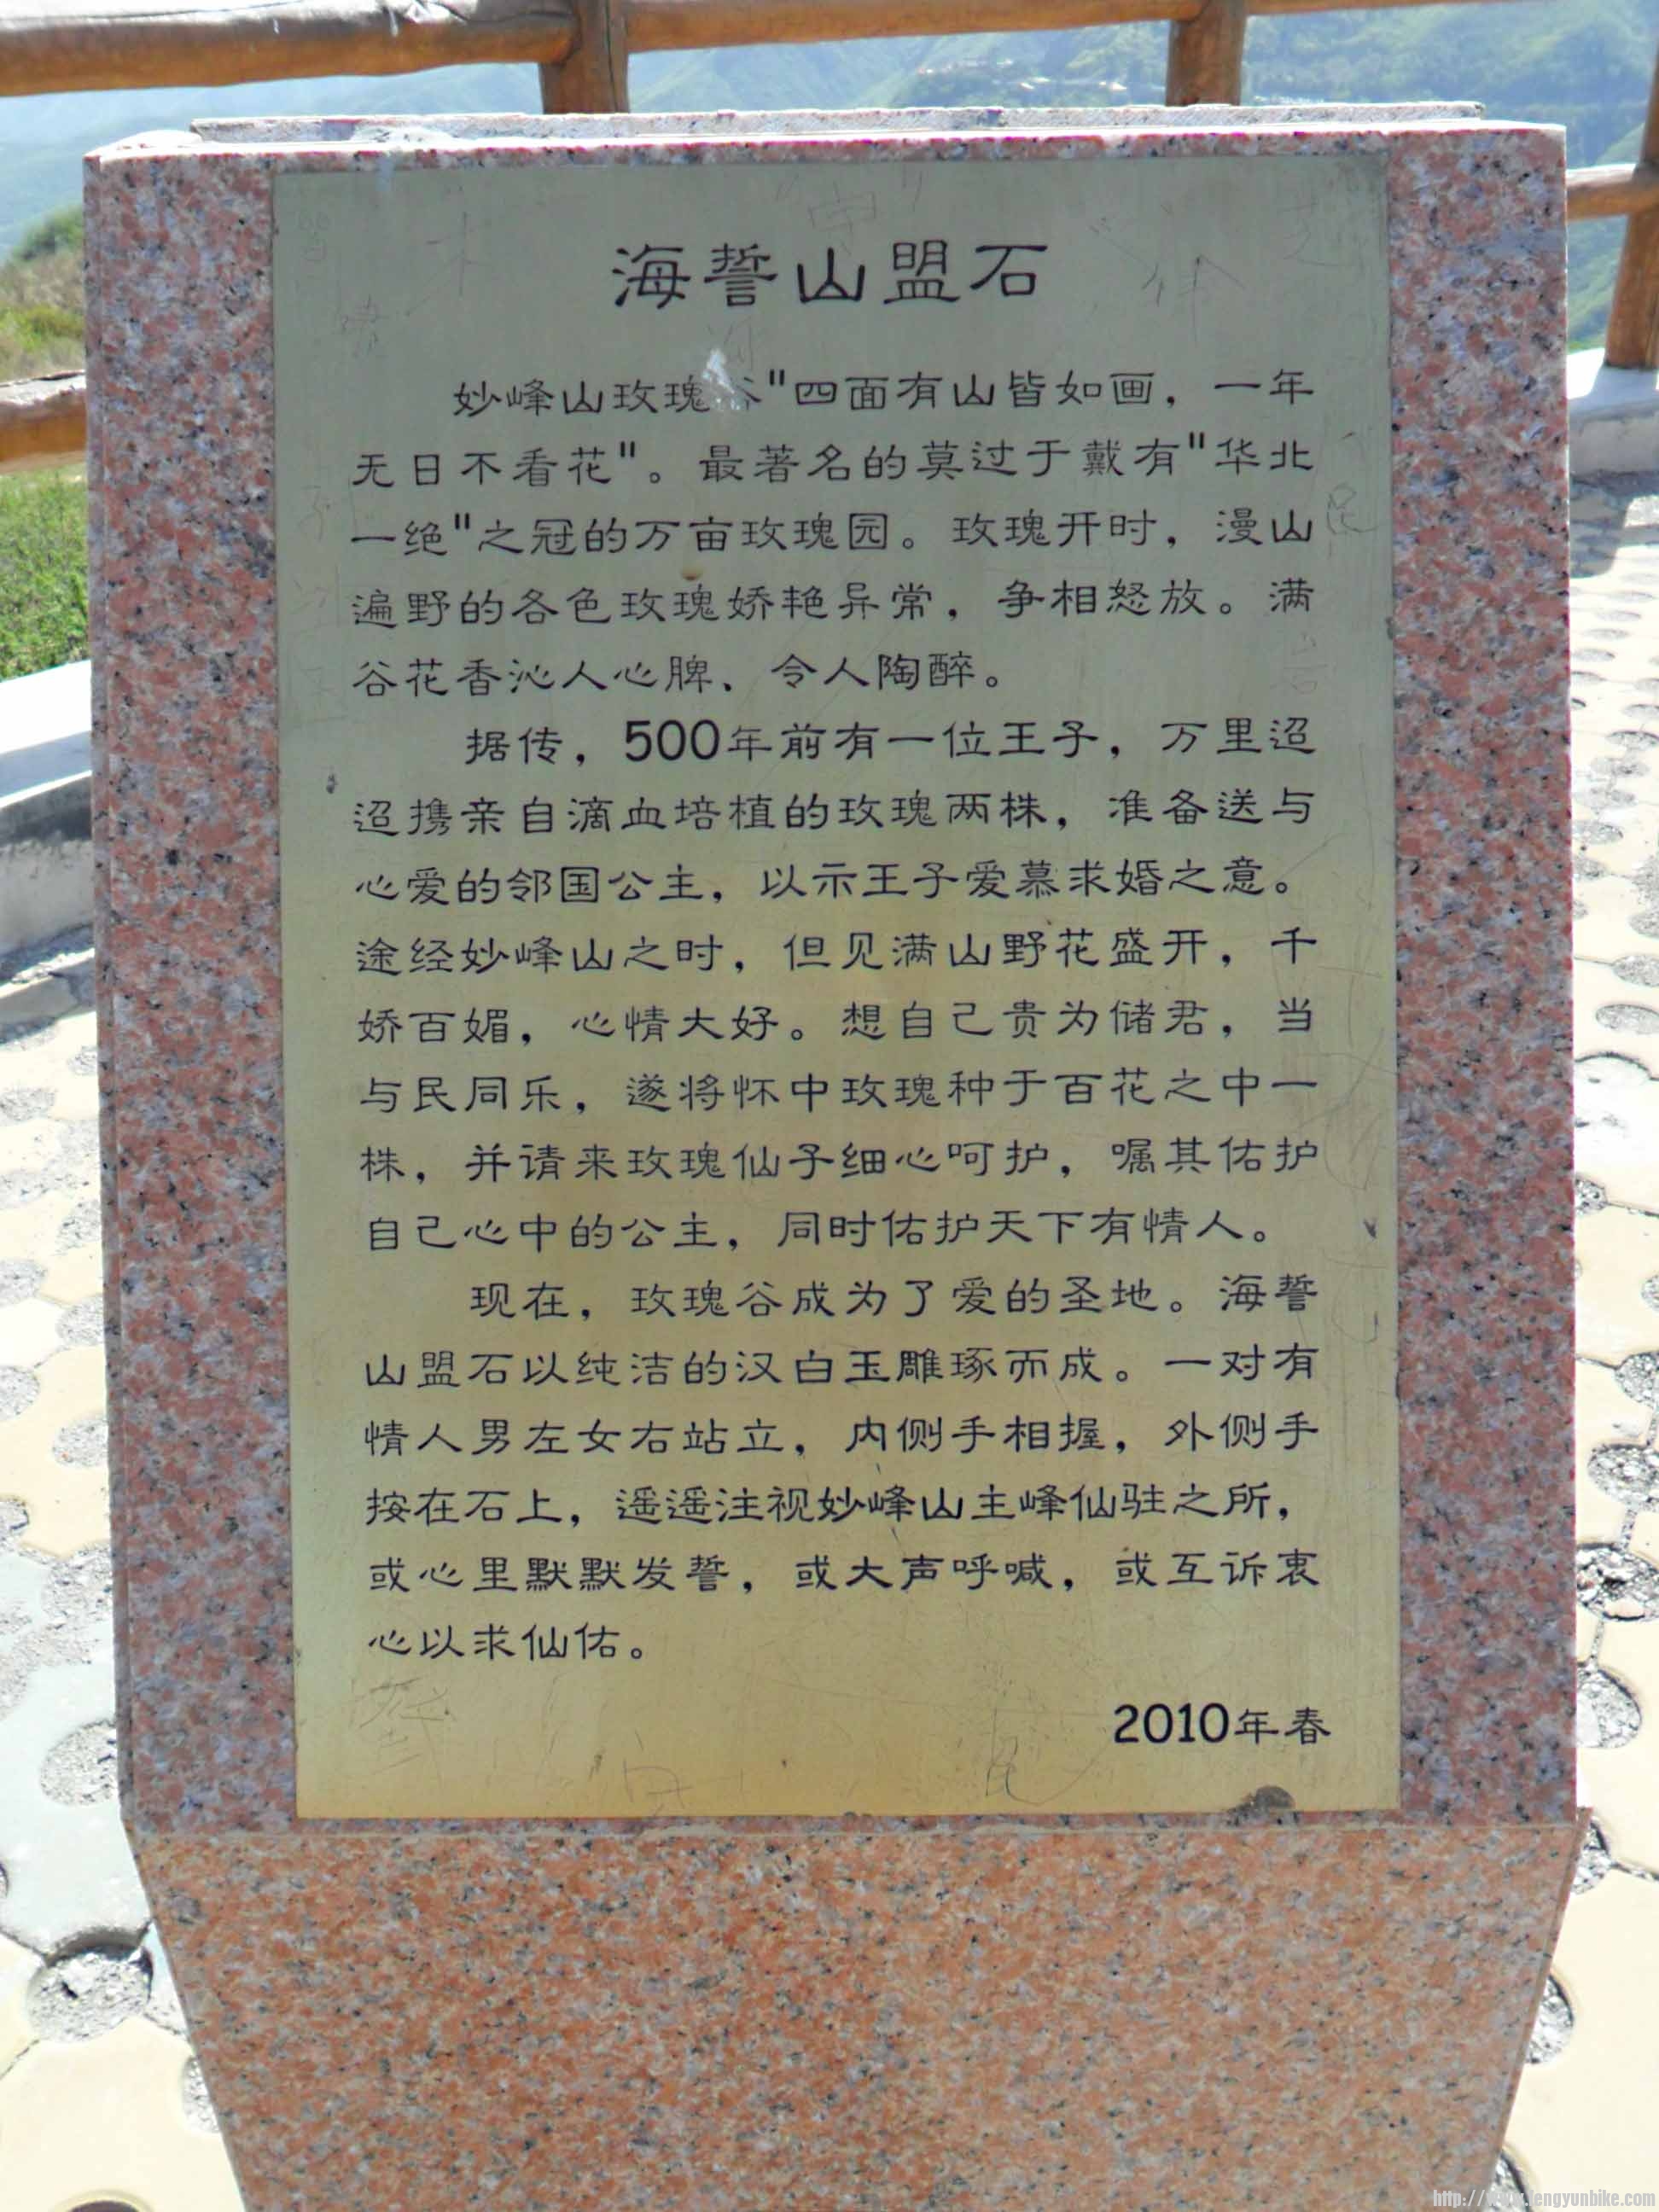 海誓山盟石
妙峰山玫瑰谷"四面有山皆如画，一年
无日不看花"。最著名的莫过于戴有"华北
一绝"之冠的万亩玫瑰园。玫瑰开时，漫山
遍野的各色玫瑰娇艳异常，争相怒放。满
谷花香沁人心脾、令人陶醉。
据传，500年前有一位王子，万里迢
迢携亲自滴血培植的玫瑰两株，准备送与
心爱的邻国公主，以示王子爱慕求婚之意。
途经妙峰山之时，但见满山野花盛开，千
娇百媚，心情大好。想自己贵为储君，当
与民同乐，遂将怀中玫瑰种于百花之中一
株，并请来玫瑰仙子细心呵护，嘱其佑护
自己心中的公主，同时佑护天下有情人。
现在，玫瑰谷成为了爱的圣地。海誓
山盟石以纯洁的汉白玉雕琢而成。一对有
情人男左女右站立，内侧手相握，外侧手
按在石上，遥遥注视妙峰山主峰仙驻之所，
或心里默默发誓，或大声呼喊，或互诉衷
心以求仙佑。
2010年春